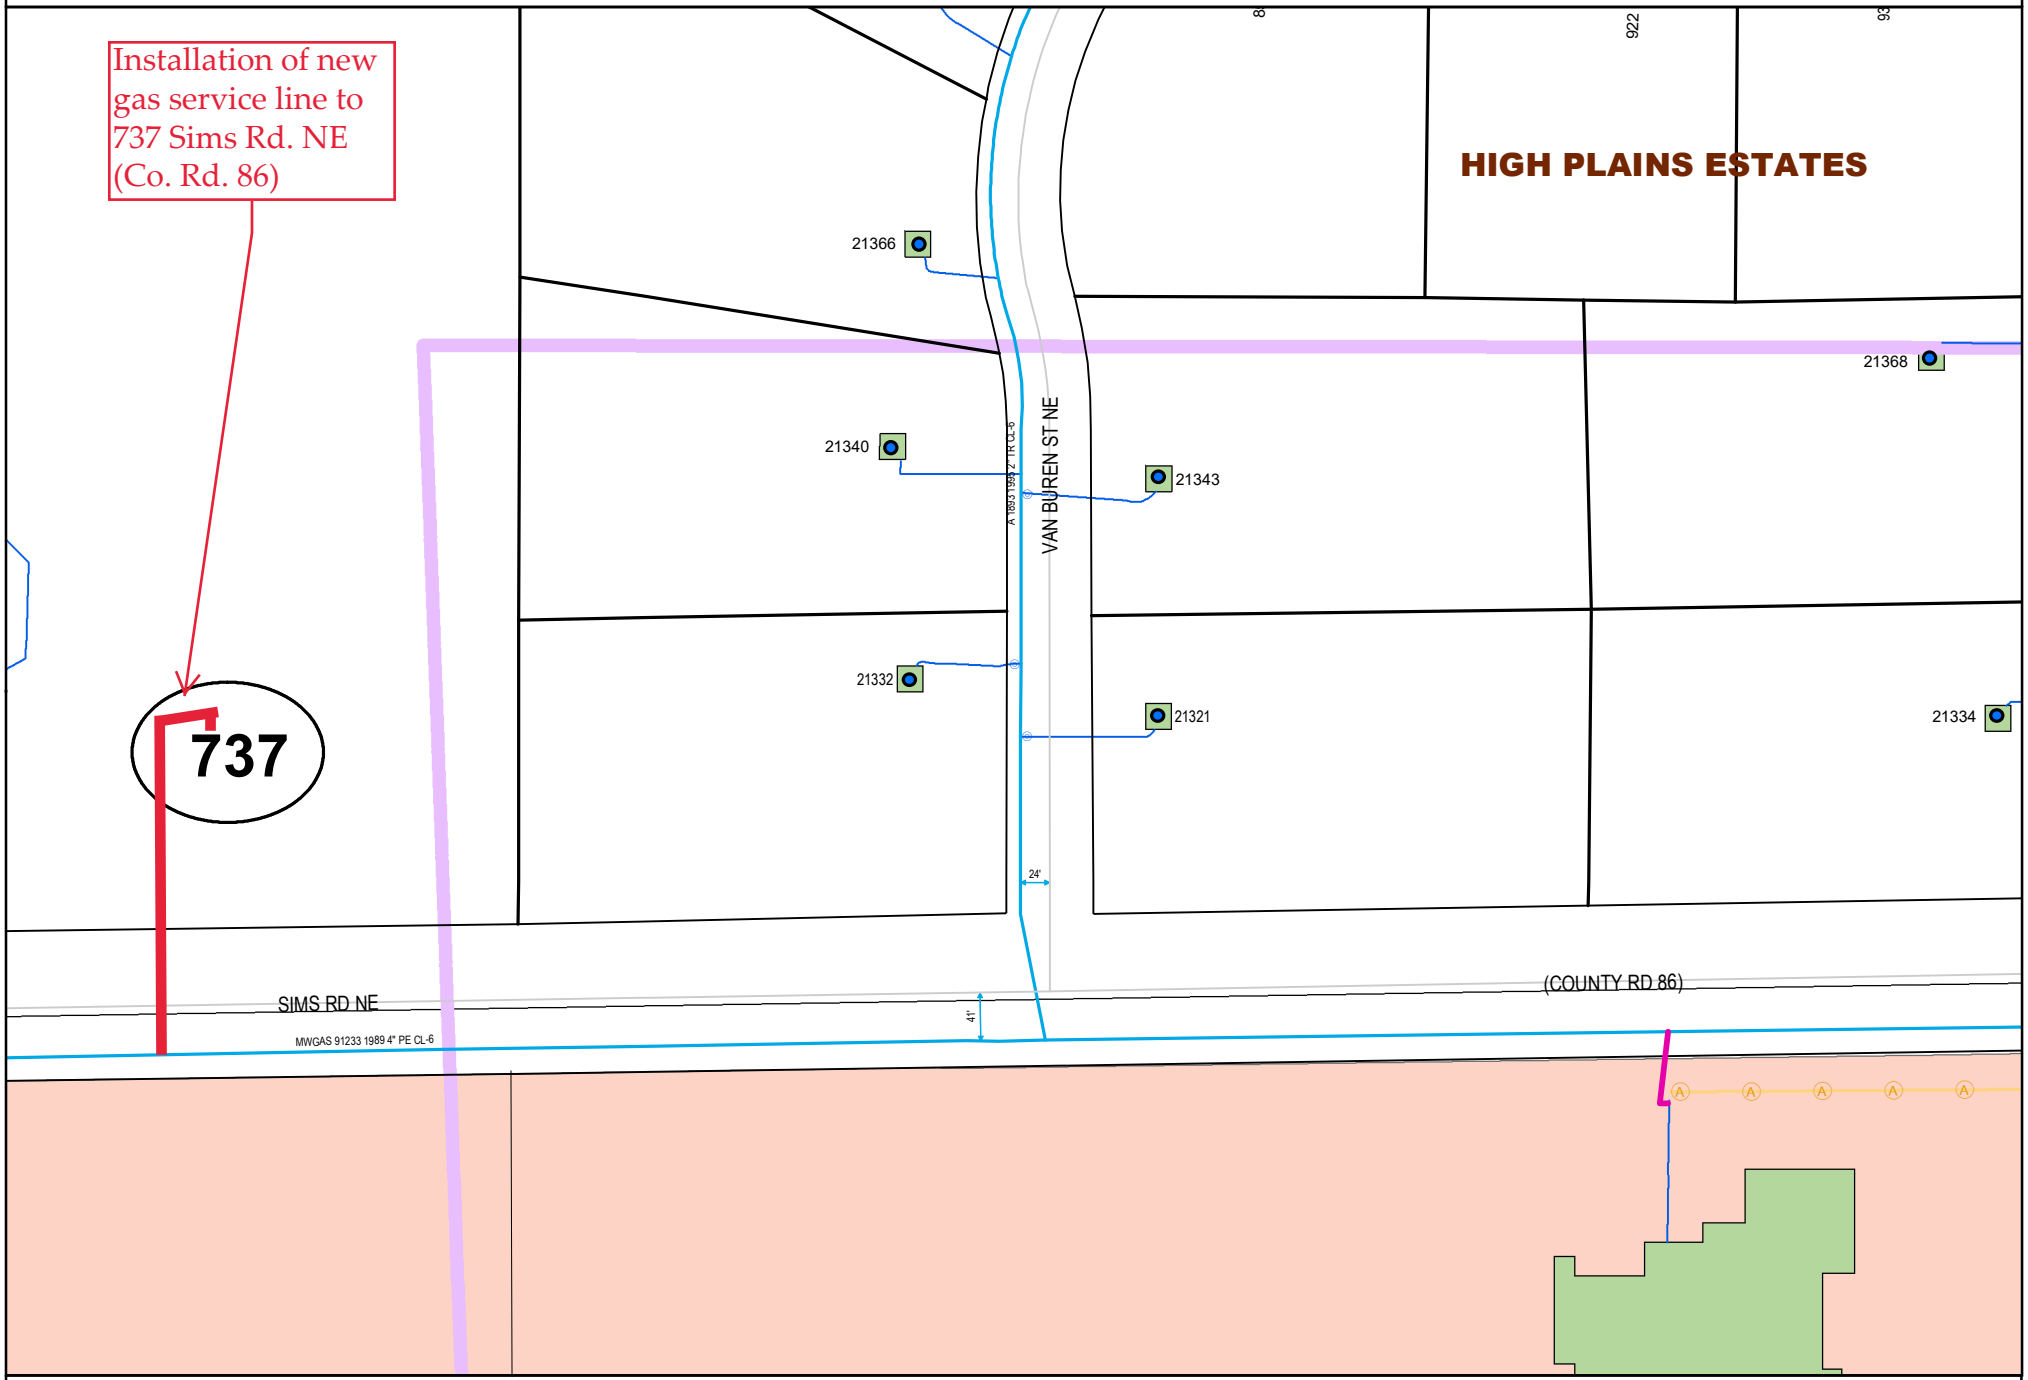 922
Installation of new
gas service line to
737 Sims Rd. NE
(Co. Rd. 86)
HIGH PLAINS ESTATES
21366
21368
21340
21343
VAN BUREN ST NE
21332
21321
21334
737
24'
SIMS RD NE
(COUNTY RD 86)
41'
MWGAS 91233 1989 4" PE CL-6
A
A
A
A
A